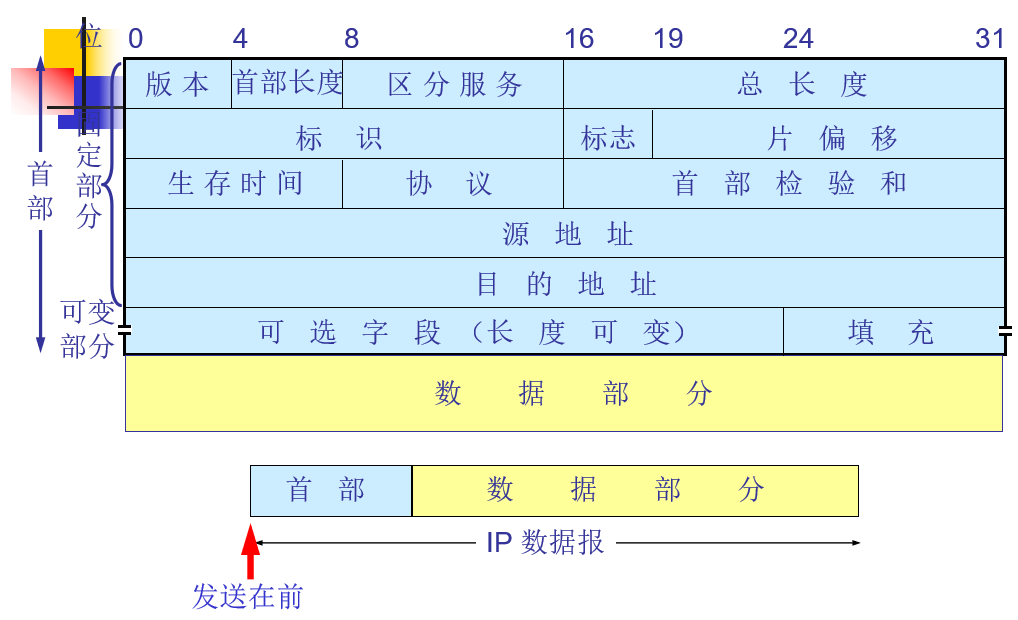 位 0 4 8 16 19 24 31
版本 首部长度 区分服务 总长度
标识 标志 片偏移
生存时间 协议 首部检验和
源地址
目的地址
可选字段（长度可变） 填充
数据部分
首部
固定部分
可变
部分
首部 数据部分
IP 数据报
发送在前